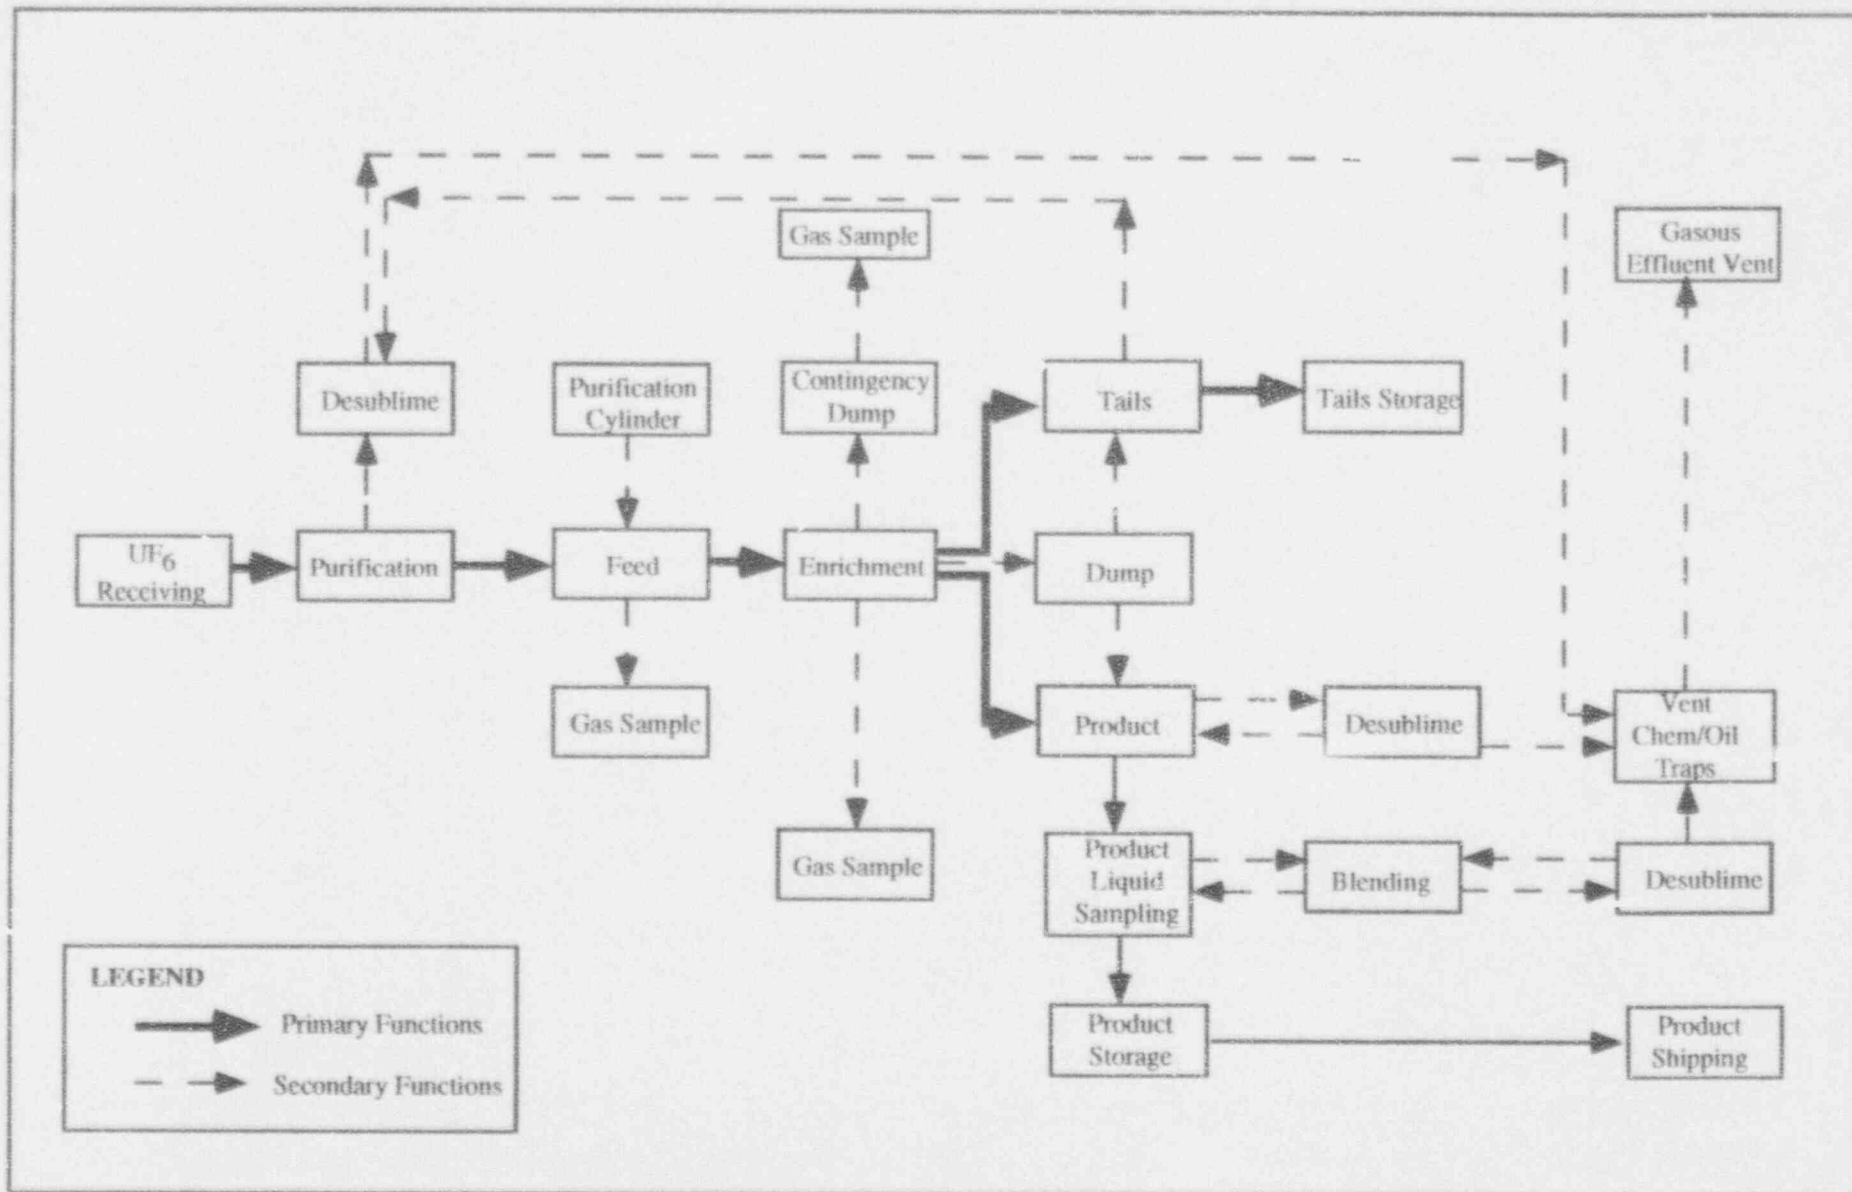 Gas Sample
Gasous
Effluent Vent
Desublime
Purification
Cylinder
Contingency
Dump
Tails
Tails Storage
UF6
Receiving
Purification
Feed
Enrichment
Dump
Gas Sample
Product
Desublime
Vent
Chem/Oil
Traps
Gas Sample
Product
Liquid
Sampling
Blending
Desublime
LEGEND
Primary Functions
Secondary Functions
Product
Storage
Product
Shipping